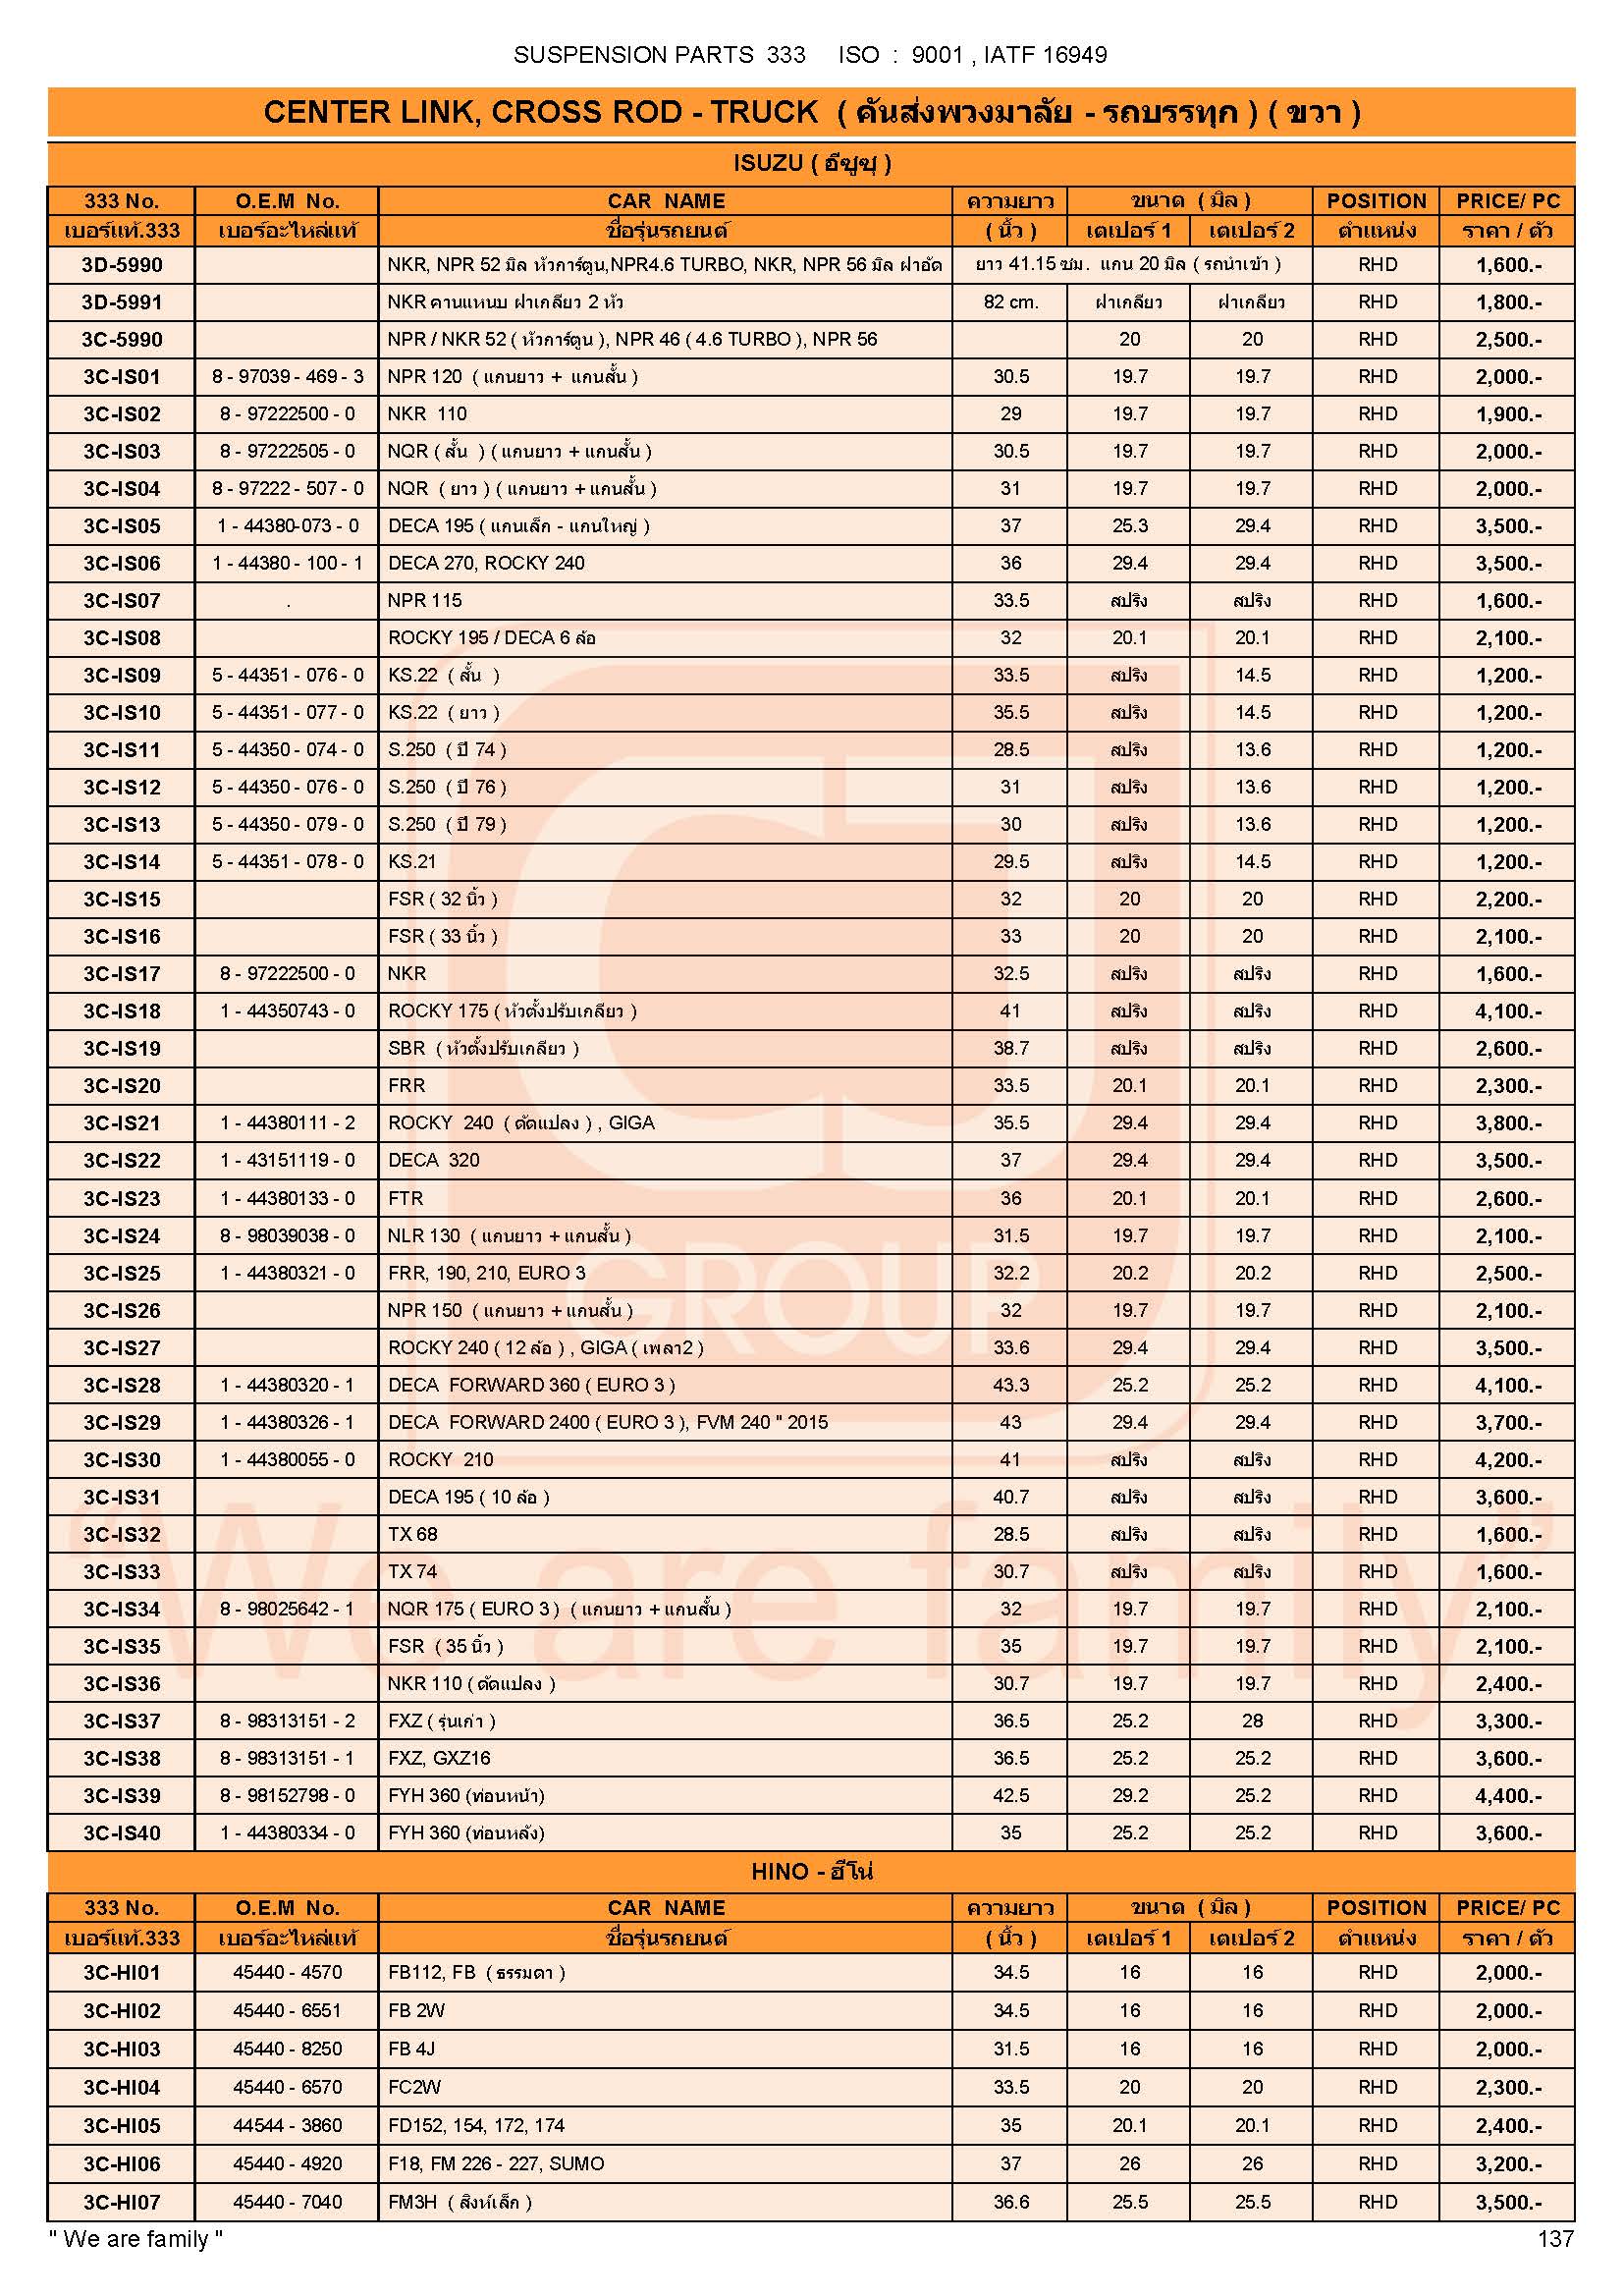 SUSPENSION PARTS 333 ISO : 9001 , IATF 16949
CENTER LINK, CROSS ROD - TRUCK ( คันส่งพวงมาลัย - รถบรรทุก ) ( ขวา )
ISUZU ( อีซูซุ )
333 No. O.E.M No. CAR NAME ความยาว ขนาด ( มิล ) POSITION PRICE/ PC
เบอร์แท้.333 เบอร์อะไหล่แท้ ชื่อรุ่นรถยนต์ ( นิ้ว ) เตเปอร์ 1 เตเปอร์ 2 ตำแหน่ง ราคา / ตัว
3D-5990 NKR, NPR 52 มิล หัวการ์ตูน,NPR4.6 TURBO, NKR, NPR 56 มิล ฝาอัด ยาว 41.15 ซม. แกน 20 มิล ( รถนำเข้า ) RHD 1,600.-
3D-5991 NKR คานแหนบ ฝาเกลียว 2 หัว 82 cm. ฝาเกลียว ฝาเกลียว RHD 1,800.-
3C-5990 NPR / NKR 52 ( หัวการ์ตูน ), NPR 46 ( 4.6 TURBO ), NPR 56 20 20 RHD 2,500.-
3C-IS01 8 - 97039 - 469 - 3 NPR 120 ( แกนยาว + แกนสั้น ) 30.5 19.7 19.7 RHD 2,000.-
3C-IS02 8 - 97222500 - 0 NKR 110 29 19.7 19.7 RHD 1,900.-
3C-IS03 8 - 97222505 - 0 NQR ( สั้น ) ( แกนยาว + แกนสั้น ) 30.5 19.7 19.7 RHD 2,000.-
3C-IS04 8 - 97222 - 507 - 0 NQR ( ยาว ) ( แกนยาว + แกนสั้น ) 31 19.7 19.7 RHD 2,000.-
3C-IS05 1 - 44380-073 - 0 DECA 195 ( แกนเล็ก - แกนใหญ่ ) 37 25.3 29.4 RHD 3,500.-
3C-IS06 1 - 44380 - 100 - 1 DECA 270, ROCKY 240 36 29.4 29.4 RHD 3,500.-
3C-IS07 . NPR 115 33.5 สปริง สปริง RHD 1,600.-
3C-IS08 ROCKY 195 / DECA 6 ล้อ 32 20.1 20.1 RHD 2,100.-
3C-IS09 5 - 44351 - 076 - 0 KS.22 ( สั้น ) 33.5 สปริง 14.5 RHD 1,200.-
3C-IS10 5 - 44351 - 077 - 0 KS.22 ( ยาว ) 35.5 สปริง 14.5 RHD 1,200.-
3C-IS11 5 - 44350 - 074 - 0 S.250 ( ปี 74 ) 28.5 สปริง 13.6 RHD 1,200.-
3C-IS12 5 - 44350 - 076 - 0 S.250 ( ปี 76 ) 31 สปริง 13.6 RHD 1,200.-
3C-IS13 5 - 44350 - 079 - 0 S.250 ( ปี 79 ) 30 สปริง 13.6 RHD 1,200.-
3C-IS14 5 - 44351 - 078 - 0 KS.21 29.5 สปริง 14.5 RHD 1,200.-
3C-IS15 FSR ( 32 นิ้ว ) 32 20 20 RHD 2,200.-
3C-IS16 FSR ( 33 นิ้ว ) 33 20 20 RHD 2,100.-
3C-IS17 8 - 97222500 - 0 NKR 32.5 สปริง สปริง RHD 1,600.-
3C-IS18 1 - 44350743 - 0 ROCKY 175 ( หัวตั้งปรับเกลียว ) 41 สปริง สปริง RHD 4,100.-
3C-IS19 SBR ( หัวตั้งปรับเกลียว ) 38.7 สปริง สปริง RHD 2,600.-
3C-IS20 FRR 33.5 20.1 20.1 RHD 2,300.-
3C-IS21 1 - 44380111 - 2 ROCKY 240 ( ดัดแปลง ) , GIGA 35.5 29.4 29.4 RHD 3,800.-
3C-IS22 1 - 43151119 - 0 DECA 320 37 29.4 29.4 RHD 3,500.-
3C-IS23 1 - 44380133 - 0 FTR 36 20.1 20.1 RHD 2,600.-
3C-IS24 8 - 98039038 - 0 NLR 130 ( แกนยาว + แกนสั้น ) 31.5 19.7 19.7 RHD 2,100.-
3C-IS25 1 - 44380321 - 0 FRR, 190, 210, EURO 3 32.2 20.2 20.2 RHD 2,500.-
3C-IS26 NPR 150 ( แกนยาว + แกนสั้น ) 32 19.7 19.7 RHD 2,100.-
3C-IS27 ROCKY 240 ( 12 ล้อ ) , GIGA ( เพลา2 ) 33.6 29.4 29.4 RHD 3,500.-
3C-IS28 1 - 44380320 - 1 DECA FORWARD 360 ( EURO 3 ) 43.3 25.2 25.2 RHD 4,100.-
3C-IS29 1 - 44380326 - 1 DECA FORWARD 2400 ( EURO 3 ), FVM 240 " 2015 43 29.4 29.4 RHD 3,700.-
3C-IS30 1 - 44380055 - 0 ROCKY 210 41 สปริง สปริง RHD 4,200.-
3C-IS31 DECA 195 ( 10 ล้อ ) 40.7 สปริง สปริง RHD 3,600.-
3C-IS32 TX 68 28.5 สปริง สปริง RHD 1,600.-
3C-IS33 TX 74 30.7 สปริง สปริง RHD 1,600.-
3C-IS34 8 - 98025642 - 1 NQR 175 ( EURO 3 ) ( แกนยาว + แกนสั้น ) 32 19.7 19.7 RHD 2,100.-
3C-IS35 FSR ( 35 นิ้ว ) 35 19.7 19.7 RHD 2,100.-
3C-IS36 NKR 110 ( ดัดแปลง ) 30.7 19.7 19.7 RHD 2,400.-
3C-IS37 8 - 98313151 - 2 FXZ ( รุ่นเก่า ) 36.5 25.2 28 RHD 3,300.-
3C-IS38 8 - 98313151 - 1 FXZ, GXZ16 36.5 25.2 25.2 RHD 3,600.-
3C-IS39 8 - 98152798 - 0 FYH 360 (ท่อนหน้า) 42.5 29.2 25.2 RHD 4,400.-
3C-IS40 1 - 44380334 - 0 FYH 360 (ท่อนหลัง) 35 25.2 25.2 RHD 3,600.-
CJ
GROUP
"We are family"
HINO - ฮีโน่
333 No. O.E.M No. CAR NAME ความยาว ขนาด ( มิล ) POSITION PRICE/ PC
เบอร์แท้.333 เบอร์อะไหล่แท้ ชื่อรุ่นรถยนต์ ( นิ้ว ) เตเปอร์ 1 เตเปอร์ 2 ตำแหน่ง ราคา / ตัว
3C-HI01 45440 - 4570 FB112, FB ( ธรรมดา ) 34.5 16 16 RHD 2,000.-
3C-HI02 45440 - 6551 FB 2W 34.5 16 16 RHD 2,000.-
3C-HI03 45440 - 8250 FB 4J 31.5 16 16 RHD 2,000.-
3C-HI04 45440 - 6570 FC2W 33.5 20 20 RHD 2,300.-
3C-HI05 44544 - 3860 FD152, 154, 172, 174 35 20.1 20.1 RHD 2,400.-
3C-HI06 45440 - 4920 F18, FM 226 - 227, SUMO 37 26 26 RHD 3,200.-
3C-HI07 45440 - 7040 FM3H ( สิงห์เล็ก ) 36.6 25.5 25.5 RHD 3,500.-
" We are family " 137